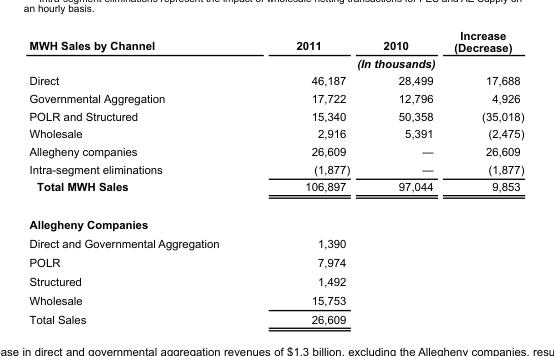 an hourly basis.
MWH Sales by Channel 2011 2010 Increase (Decrease)
(In thousands)
Direct 46,187 28,499 17,688
Governmental Aggregation 17,722 12,796 4,926
POLR and Structured 15,340 50,358 (35,018)
Wholesale 2,916 5,391 (2,475)
Allegheny companies 26,609 — 26,609
Intra-segment eliminations (1,877) — (1,877)
Total MWH Sales 106,897 97,044 9,853
Allegheny Companies
Direct and Governmental Aggregation 1,390
POLR 7,974
Structured 1,492
Wholesale 15,753
Total Sales 26,609
ease in direct and governmental aggregation revenues of $1.3 billion, excluding the Allegheny companies, resu